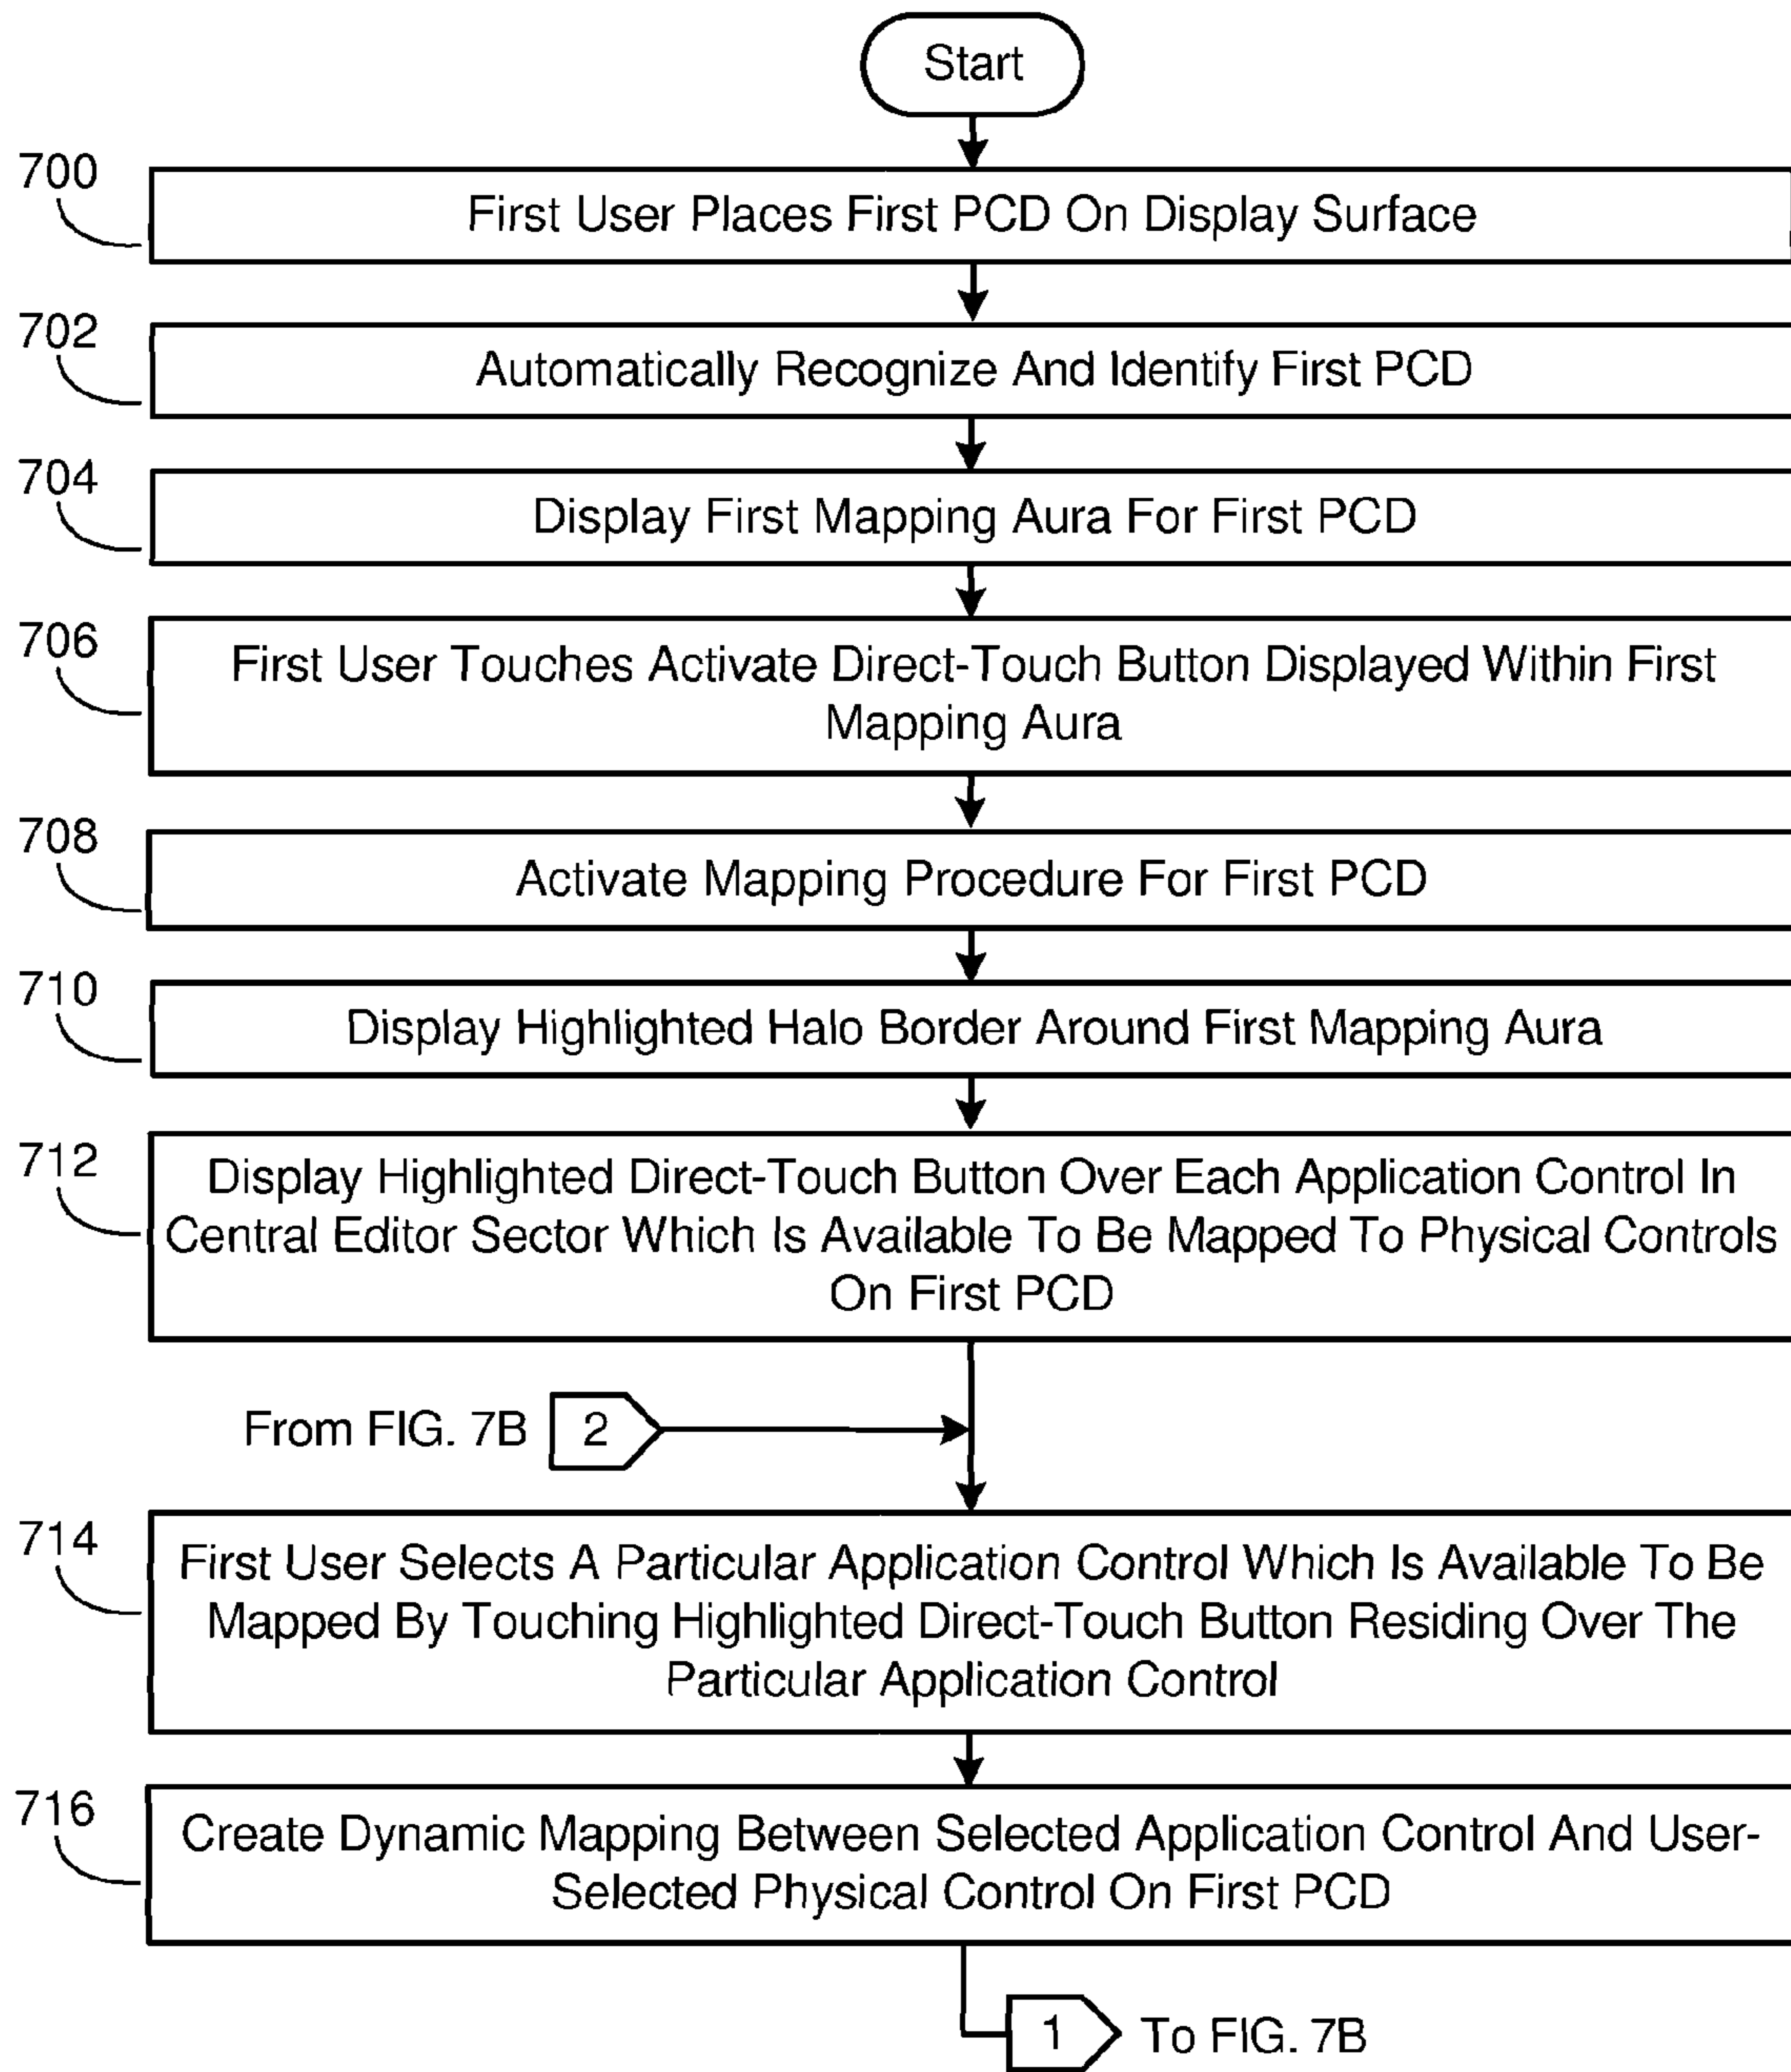 Start
700
First User Places First PCD On Display Surface
702
Automatically Recognize And Identify First PCD
704
Display First Mapping Aura For First PCD
706
First User Touches Activate Direct-Touch Button Displayed Within First
Mapping Aura
708
Activate Mapping Procedure For First PCD
710
Display Highlighted Halo Border Around First Mapping Aura
712
Display Highlighted Direct-Touch Button Over Each Application Control In
Central Editor Sector Which Is Available To Be Mapped To Physical Controls
On First PCD
From FIG. 7B 2
714
First User Selects A Particular Application Control Which Is Available To Be
Mapped By Touching Highlighted Direct-Touch Button Residing Over The
Particular Application Control
716
Create Dynamic Mapping Between Selected Application Control And User-
Selected Physical Control On First PCD
1 To FIG. 7B